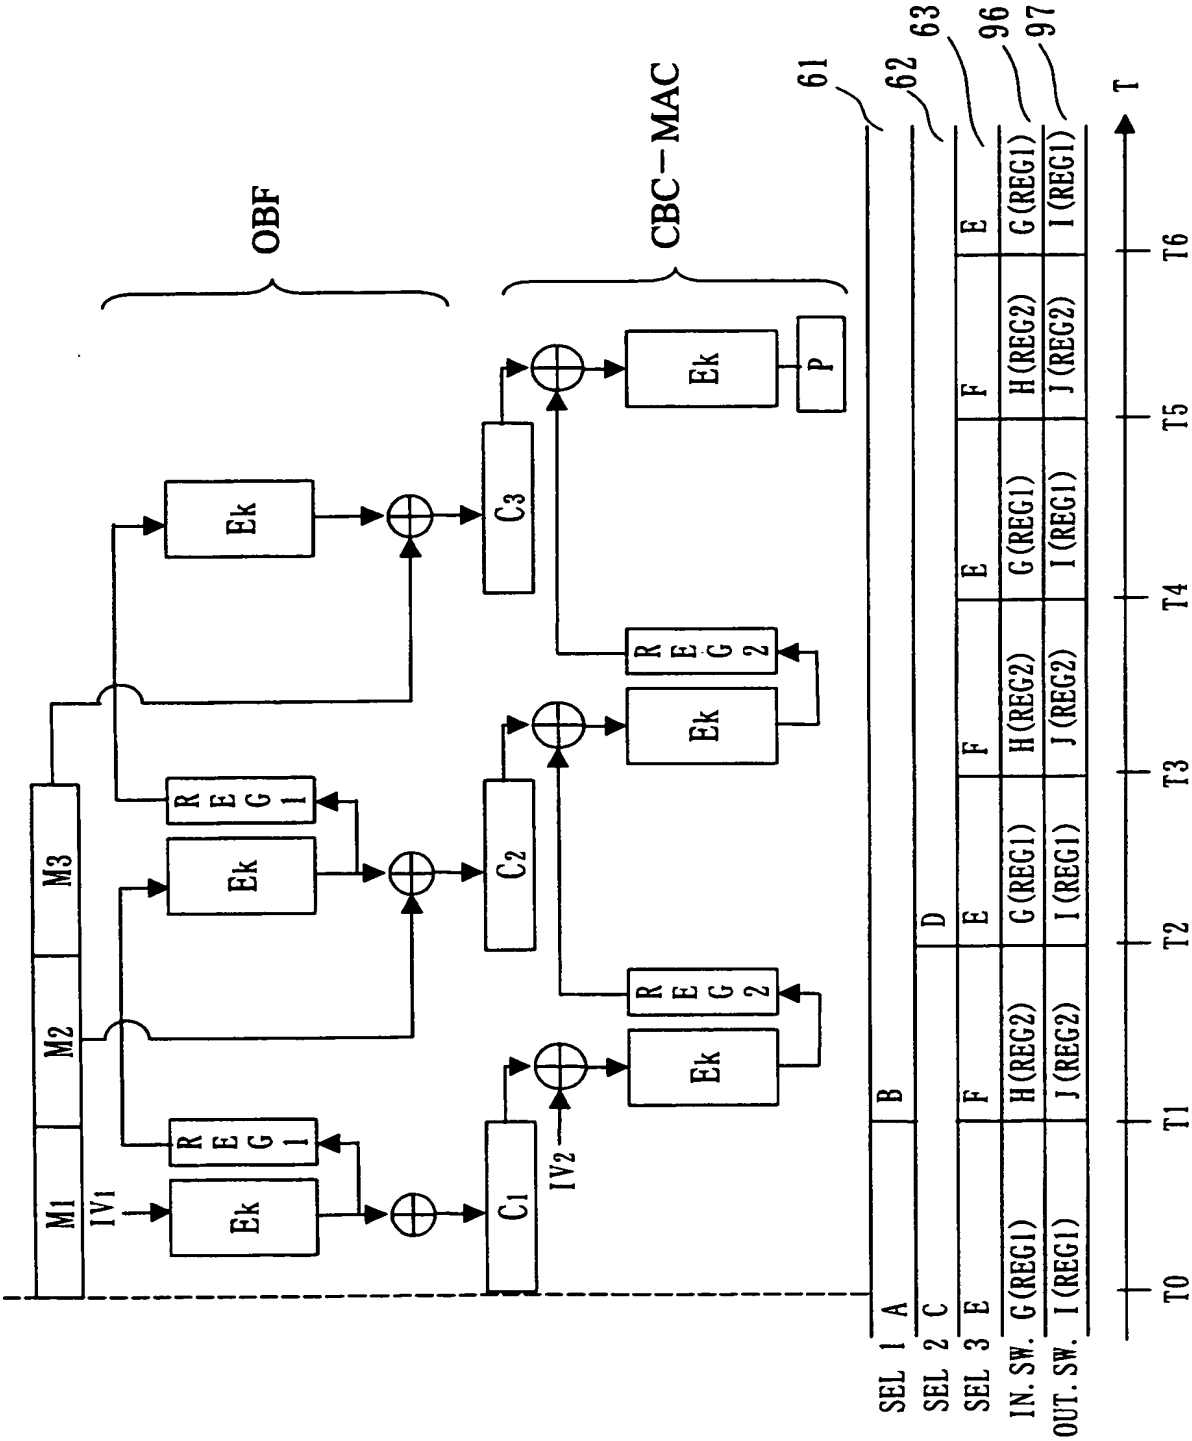 M1 M2 M3
IV1
Ek
REG1
Ek
REG1
Ek
OBF
C1
C2
C3
IV2
Ek
REG2
Ek
REG2
Ek
P
CBC-MAC
SEL 1 A B 61
SEL 2 C D 62
SEL 3 E F E F E F E 63
IN. SW. G(REG1) H(REG2) G(REG1) H(REG2) G(REG1) H(REG2) G(REG1) 96
OUT. SW. I(REG1) J(REG2) I(REG1) J(REG2) I(REG1) J(REG2) I(REG1) 97
T0 T1 T2 T3 T4 T5 T6 T